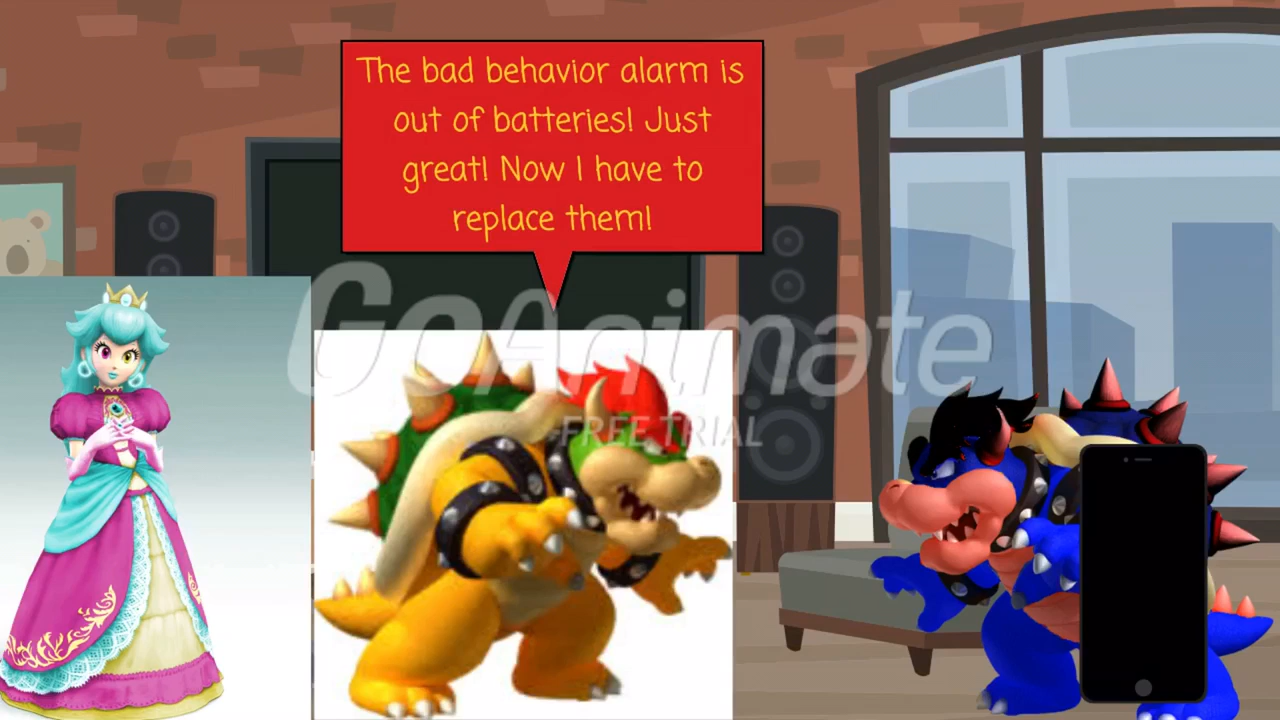 The bad behavior alarm is
out of batteries! Just
great! Now I have to
replace them!
GoAnimate
FREE TRIAL